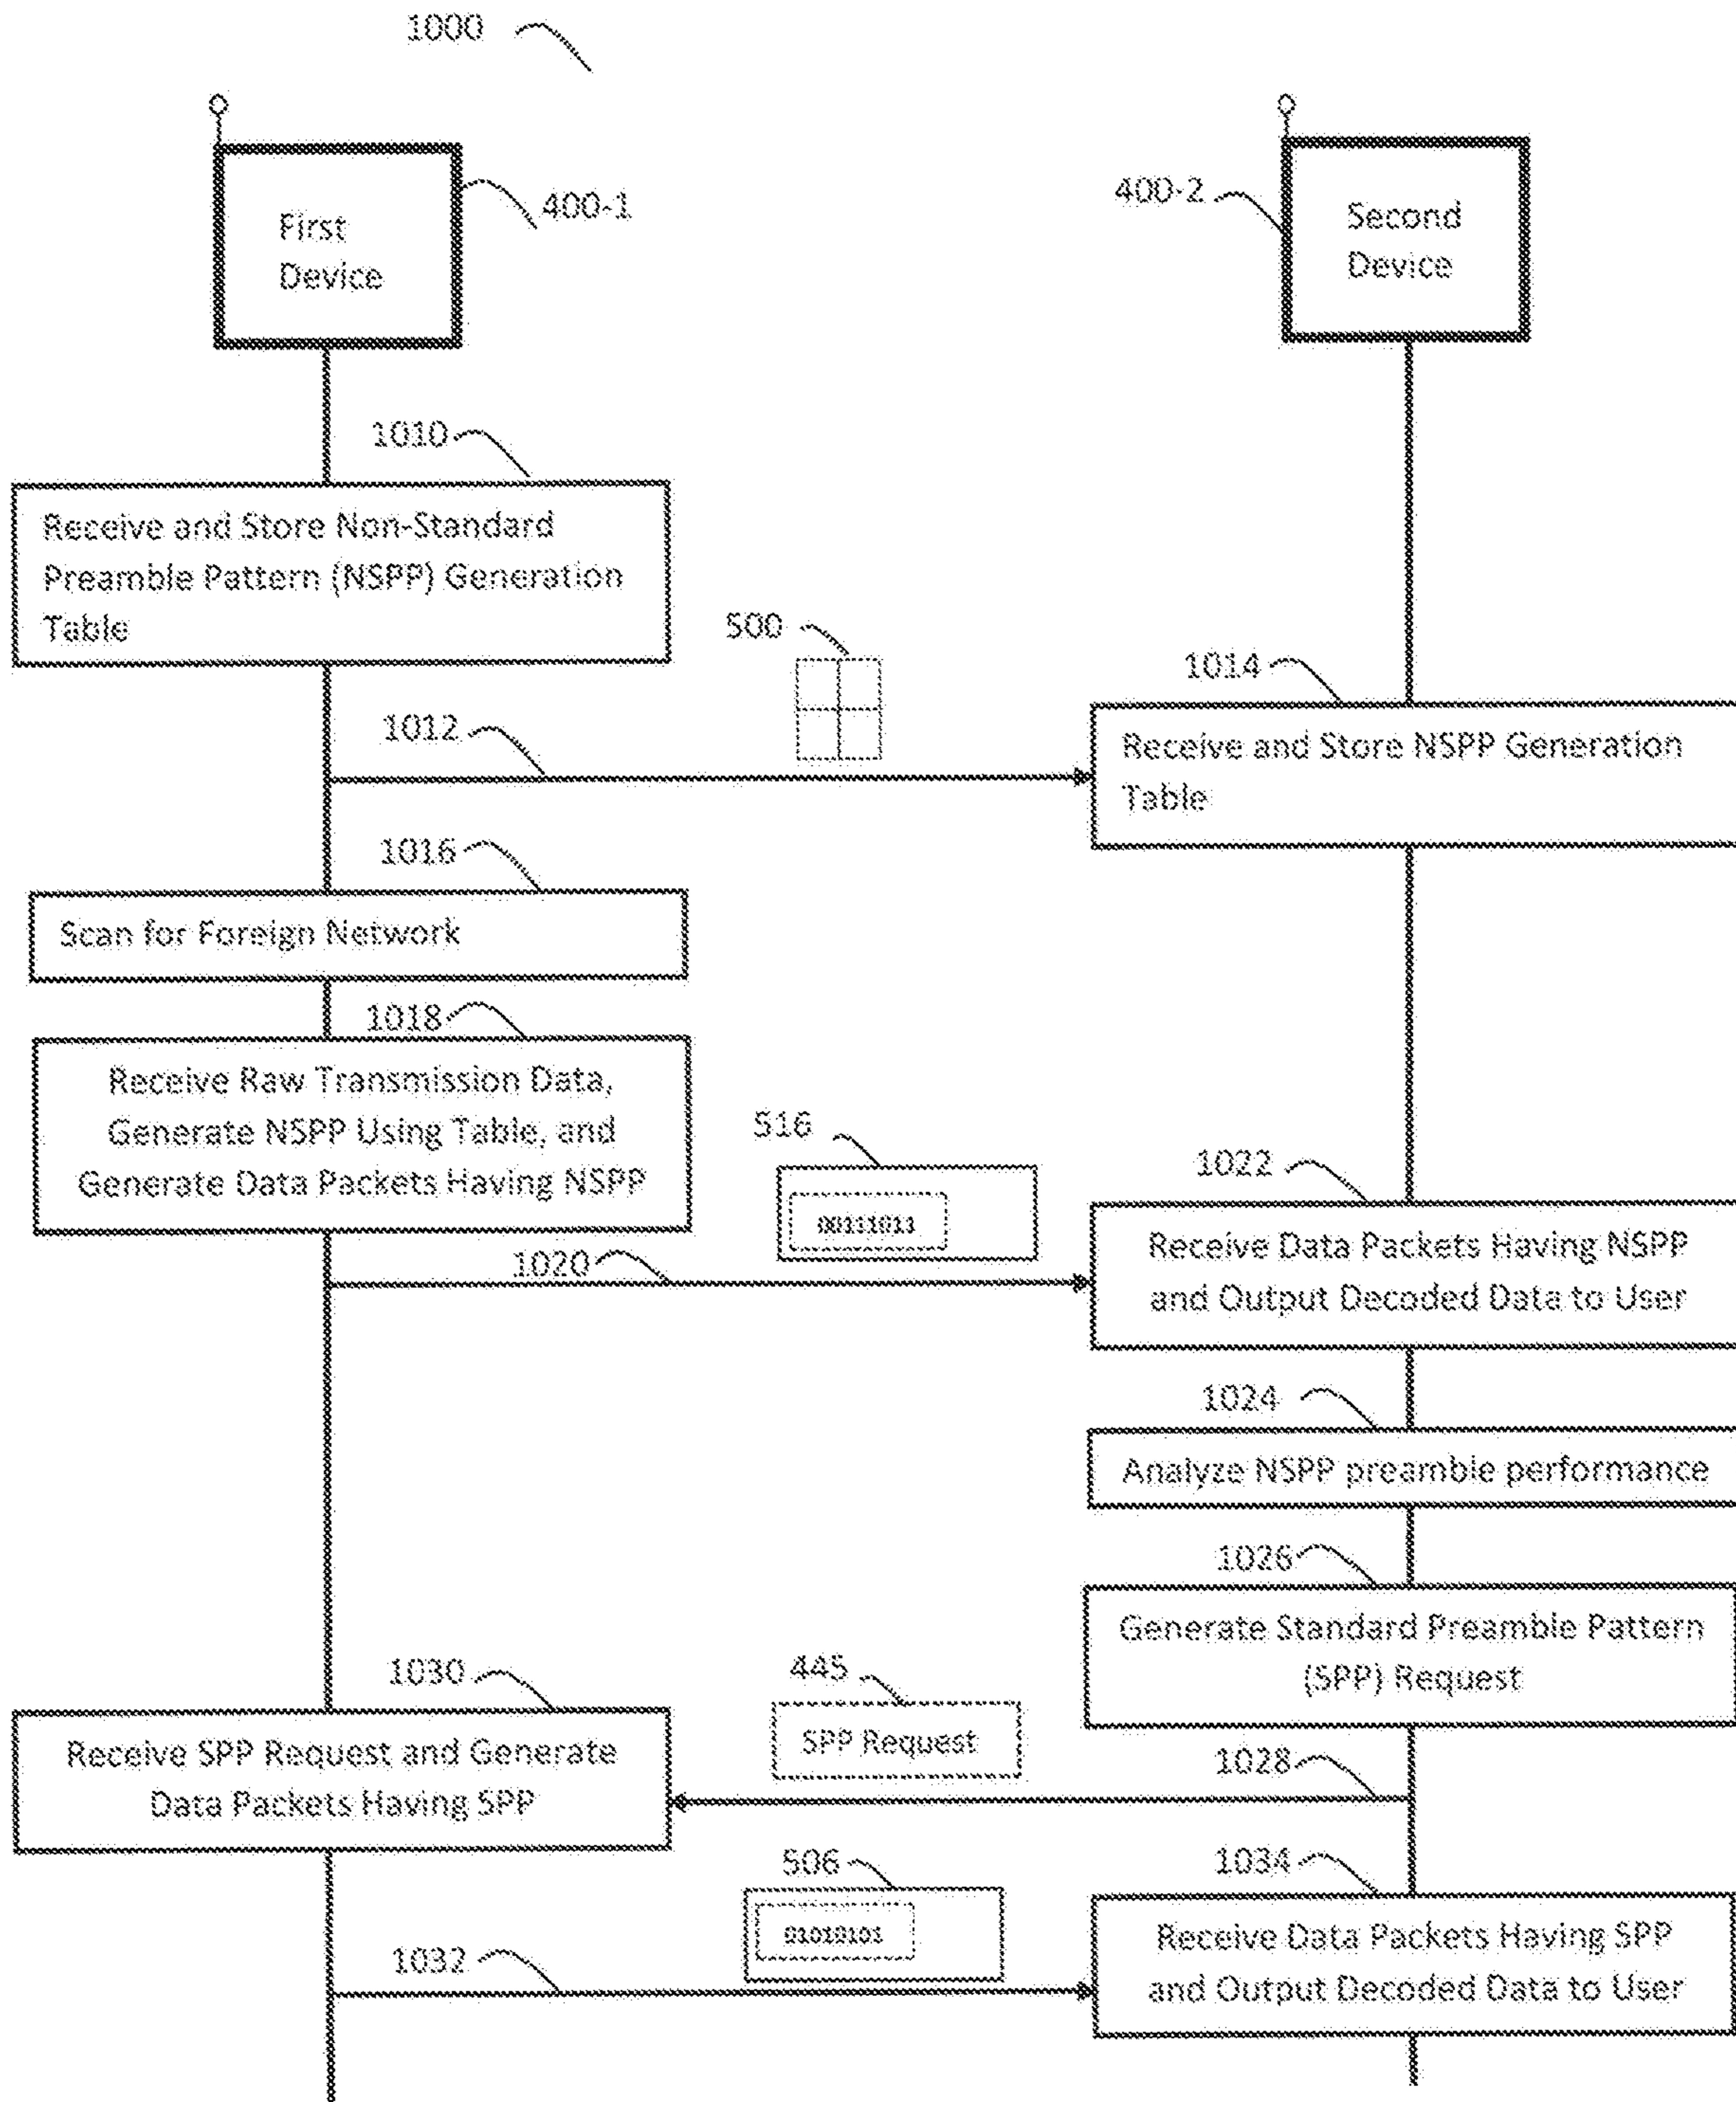 1000
First
Device
400-1
400-2
Second
Device
1010
Receive and Store Non-Standard
Preamble Pattern (NSPP) Generation
Table
500
1012
1014
Receive and Store NSPP Generation
Table
1016
Scan for Foreign Network
1018
Receive Raw Transmission Data,
Generate NSPP Using Table, and
Generate Data Packets Having NSPP
516
00111011
1020
1022
Receive Data Packets Having NSPP
and Output Decoded Data to User
1024
Analyze NSPP preamble performance
1026
Generate Standard Preamble Pattern
(SPP) Request
1030
Receive SPP Request and Generate
Data Packets Having SPP
445
SPP Request
1028
506
01010101
1032
1034
Receive Data Packets Having SPP
and Output Decoded Data to User